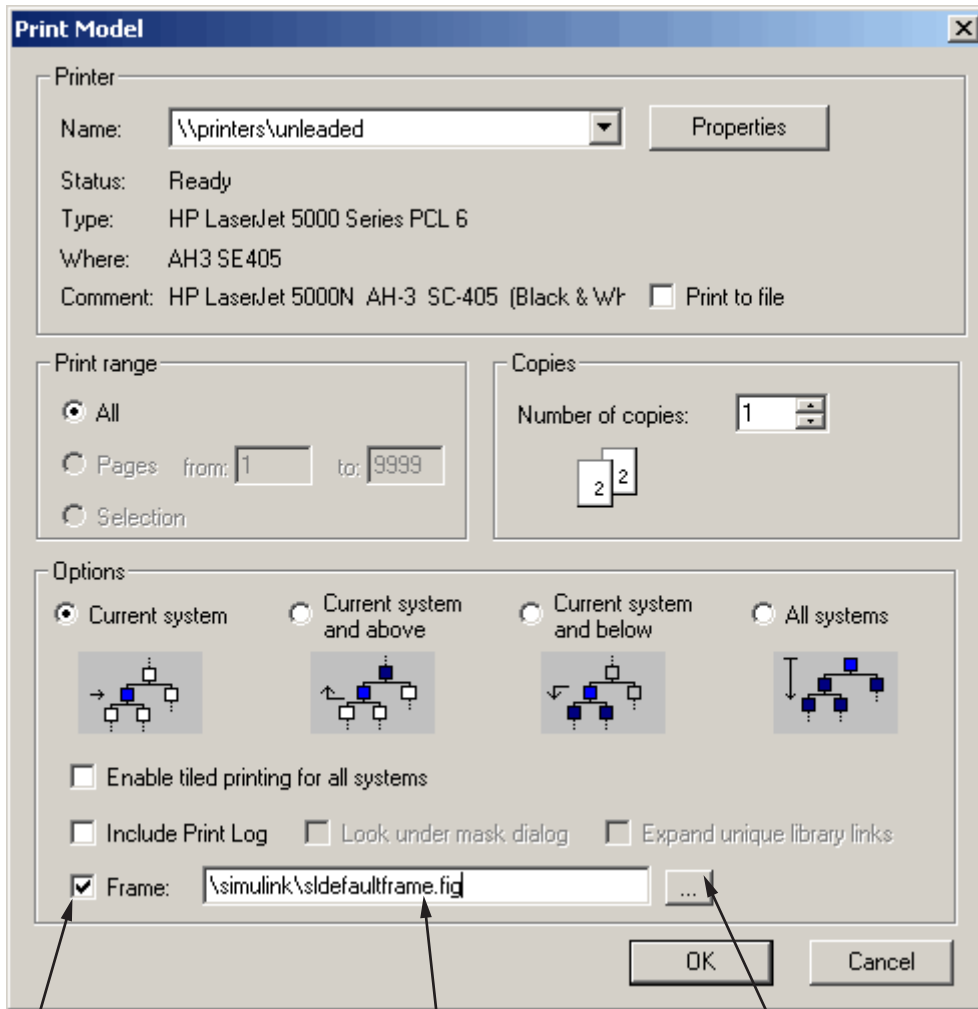 Print Model
Printer
Name: \\printers\unleaded Properties
Status: Ready
Type: HP LaserJet 5000 Series PCL 6
Where: AH3 SE405
Comment: HP LaserJet 5000N AH-3 SC-405 (Black & Wh Print to file
Print range
All
Pages from: 1 to: 9999
Selection
Copies
Number of copies: 1
2 2
Options
Current system
Current system
and above
Current system
and below
All systems
Enable tiled printing for all systems
Include Print Log Look under mask dialog Expand unique library links
Frame: \simulink\sldefaultframe.fig ...
OK Cancel